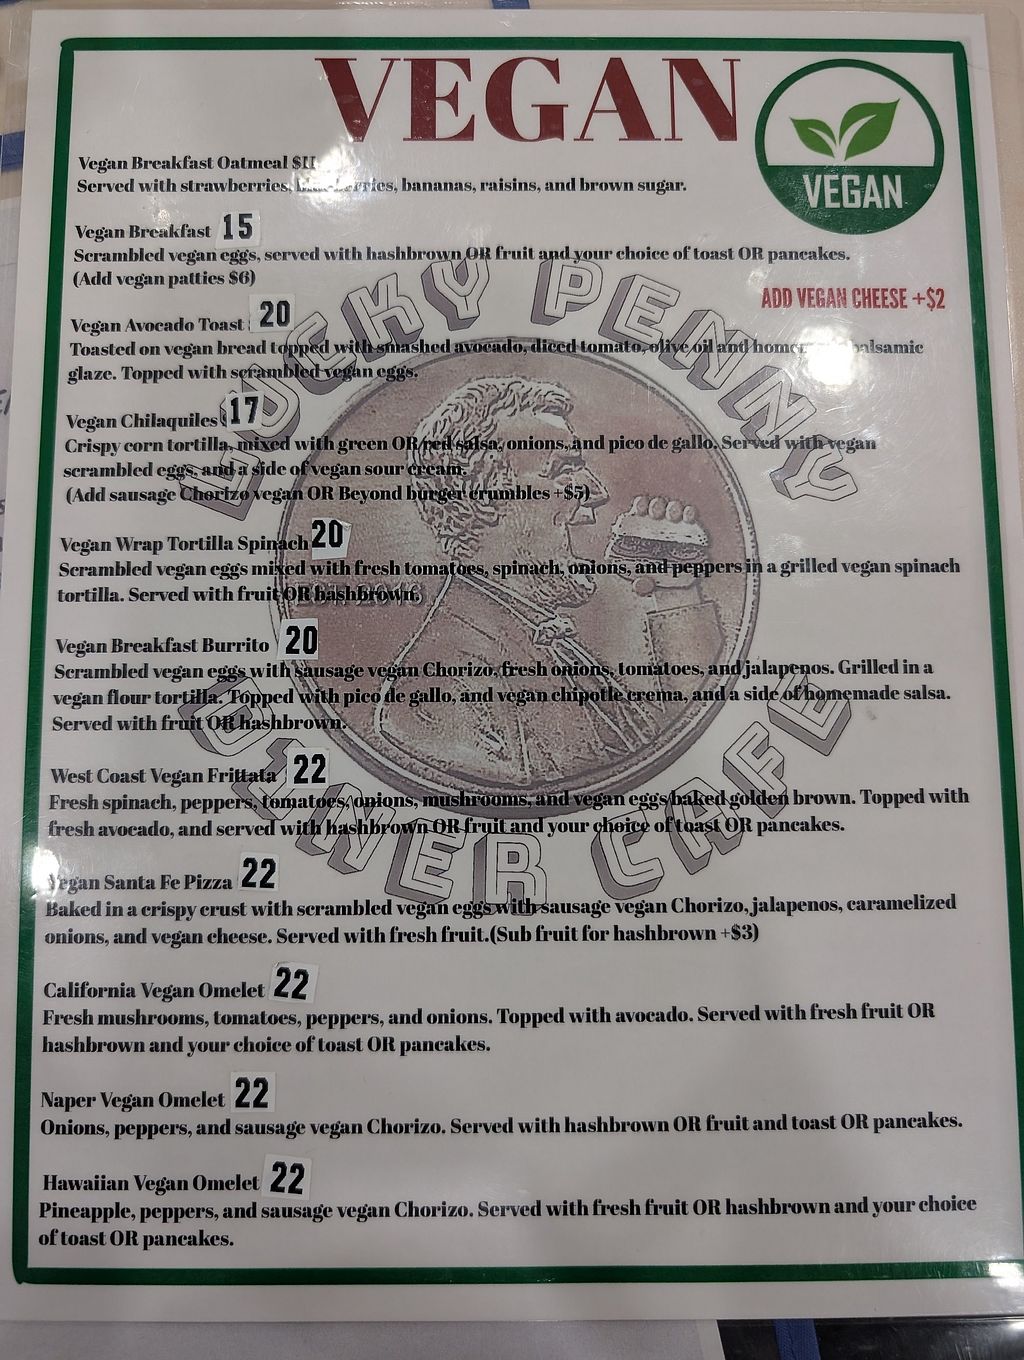 VEGAN
Vegan Breakfast Oatmeal $11
Served with strawberries, blueberries, bananas, raisins, and brown sugar.
VEGAN
Vegan Breakfast 15
Scrambled vegan eggs, served with hashbrown OR fruit and your choice of toast OR pancakes.
(Add vegan patties $6)
ADD VEGAN CHEESE +$2
Vegan Avocado Toast 20
Toasted on vegan bread topped with smashed avocado, diced tomato, olive oil and balsamic
glaze. Topped with scrambled vegan eggs.
Vegan Chilaquiles 17
Crispy corn tortilla, mixed with green OR red salsa, onions, and pico de gallo. Served with vegan
scrambled eggs, and a side of vegan sour cream.
(Add sausage Chorizo vegan OR Beyond burger crumbles +$5)
Vegan Wrap Tortilla Spinach 20
Scrambled vegan eggs mixed with fresh tomatoes, spinach, onions, and peppers in a grilled vegan spinach
tortilla. Served with fruit OR hashbrown.
Vegan Breakfast Burrito 20
Scrambled vegan eggs with sausage vegan Chorizo, fresh onions, tomatoes, and jalapenos. Grilled in a
vegan flour tortilla. Topped with pico de gallo, and vegan chipotle crema, and a side of homemade salsa.
Served with fruit OR hashbrown.
West Coast Vegan Frittata 22
Fresh spinach, peppers, tomatoes, onions, mushrooms, and vegan eggs baked golden brown. Topped with
fresh avocado, and served with hashbrown OR fruit and your choice of toast OR pancakes.
Vegan Santa Fe Pizza 22
Baked in a crispy crust with scrambled vegan eggs with sausage vegan Chorizo, jalapenos, caramelized
onions, and vegan cheese. Served with fresh fruit.(Sub fruit for hashbrown +$3)
California Vegan Omelet 22
Fresh mushrooms, tomatoes, peppers, and onions. Topped with avocado. Served with fresh fruit OR
hashbrown and your choice of toast OR pancakes.
Naper Vegan Omelet 22
Onions, peppers, and sausage vegan Chorizo. Served with hashbrown OR fruit and toast OR pancakes.
Hawaiian Vegan Omelet 22
Pineapple, peppers, and sausage vegan Chorizo. Served with fresh fruit OR hashbrown and your choice
of toast OR pancakes.
LUCKY PENNY
DINER CAFE